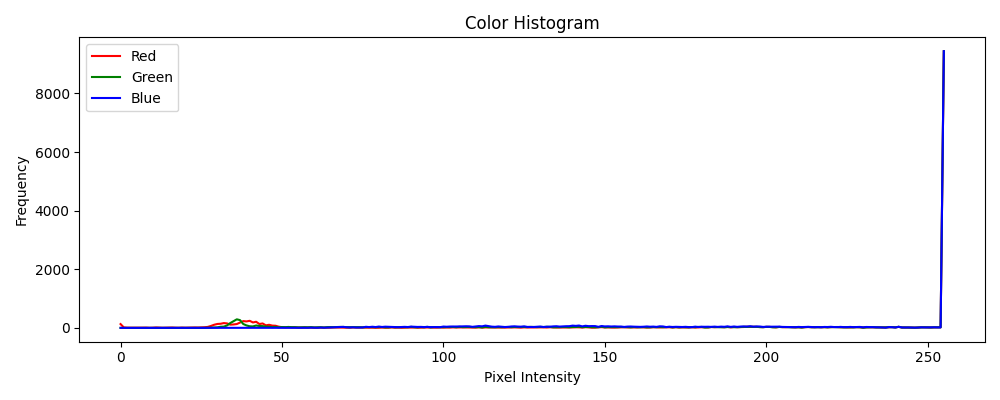 Color Histogram
Red
Green
Blue
Frequency
8000
6000
4000
2000
0
0 50 100 150 200 250
Pixel Intensity